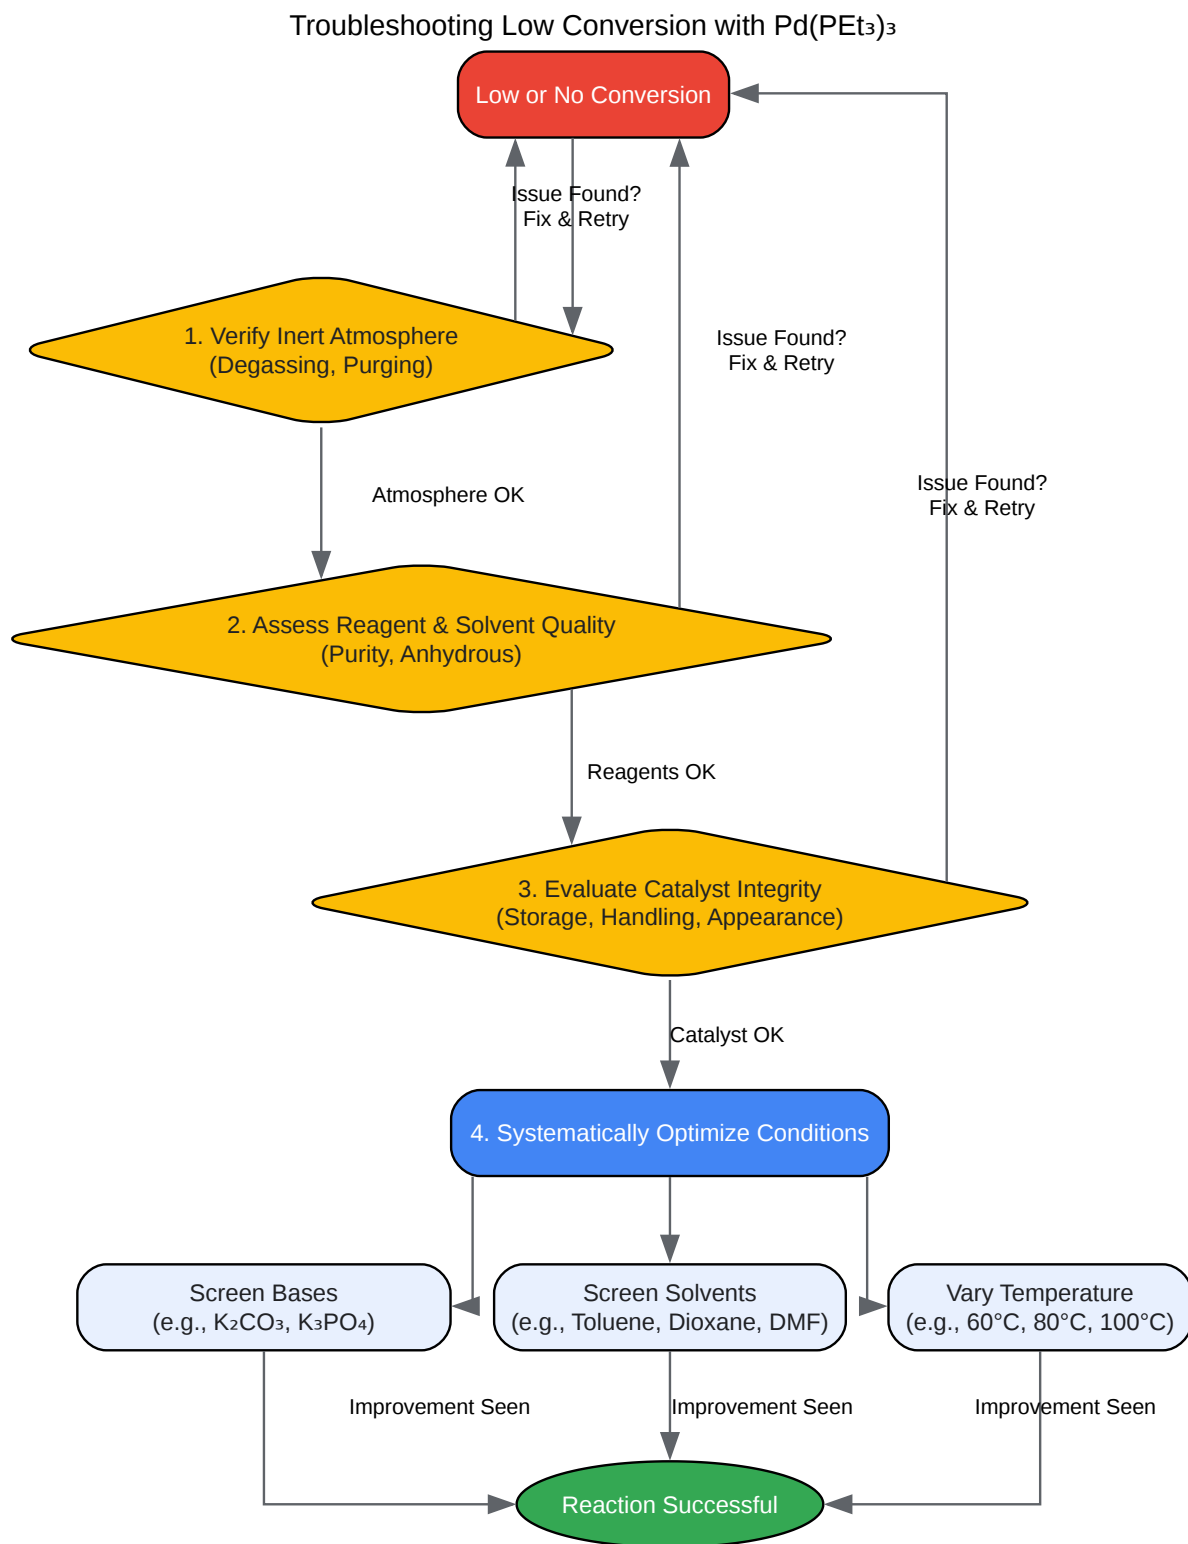 Troubleshooting Low Conversion with Pd(PEt₃)₃
Low or No Conversion
Issue Found?
Fix & Retry
1. Verify Inert Atmosphere
(Degassing, Purging)
Issue Found?
Fix & Retry
Atmosphere OK
Issue Found?
Fix & Retry
2. Assess Reagent & Solvent Quality
(Purity, Anhydrous)
Reagents OK
3. Evaluate Catalyst Integrity
(Storage, Handling, Appearance)
Catalyst OK
4. Systematically Optimize Conditions
Screen Bases
(e.g., K₂CO₃, K₃PO₄)
Screen Solvents
(e.g., Toluene, Dioxane, DMF)
Vary Temperature
(e.g., 60°C, 80°C, 100°C)
Improvement Seen
Improvement Seen
Improvement Seen
Reaction Successful